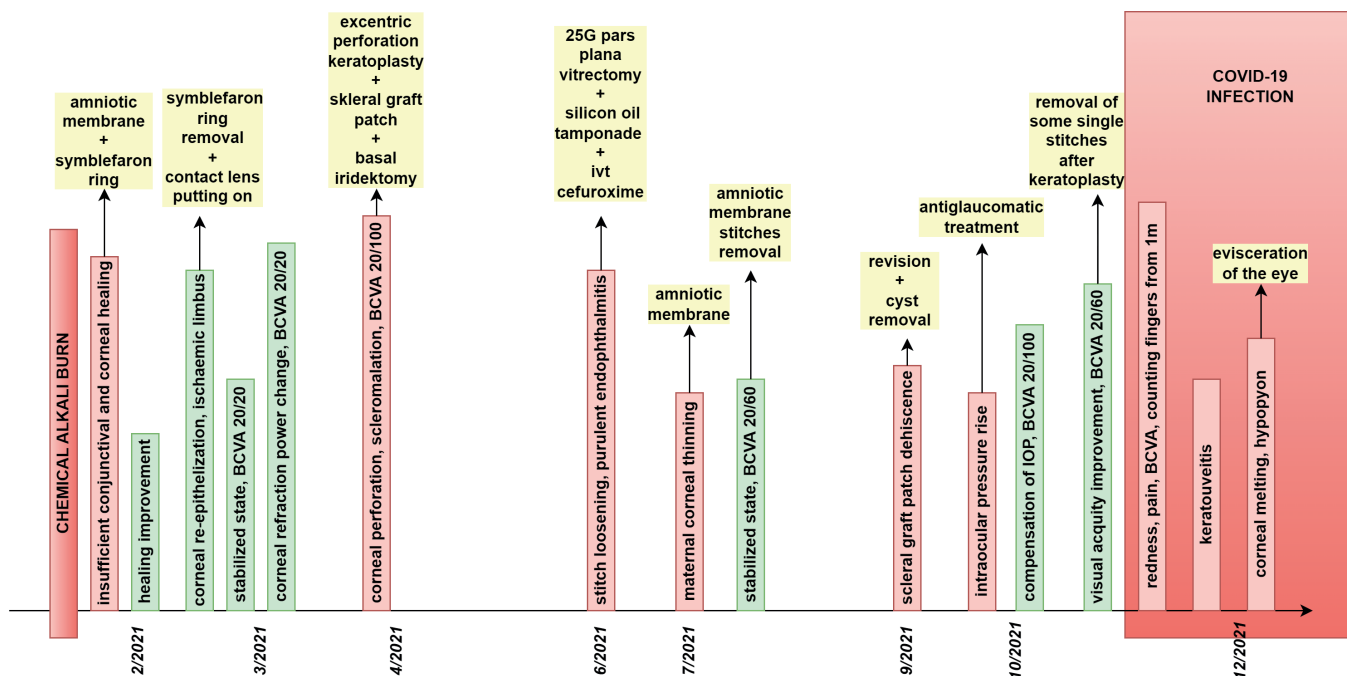 CHEMICAL ALKALI BURN
amniotic
membrane
+
symblefaron
ring
insufficient conjunctival and corneal healing
healing improvement
2/2021
symblefaron
ring
removal
+
contact lens
putting on
corneal re-epithelization, ischaemic limbus
stabilized state, BCVA 20/20
corneal refraction power change, BCVA 20/20
3/2021
excentric
perforation
keratoplasty
+
skleral graft
patch
+
basal
iridektomy
corneal perforation, scleromalation, BCVA 20/100
4/2021
25G pars
plana
vitrectomy
+
silicon oil
tamponade
+
ivt
cefuroxime
stitch loosening, purulent endophthalmitis
6/2021
amniotic
membrane
maternal corneal thinning
7/2021
amniotic
membrane
stitches
removal
stabilized state, BCVA 20/60
revision
+
cyst
removal
scleral graft patch dehiscence
9/2021
antiglaucomatic
treatment
intraocular pressure rise
compensation of IOP, BCVA 20/100
10/2021
removal of
some single
stitches
after
keratoplasty
visual acquity improvement, BCVA 20/60
COVID-19
INFECTION
redness, pain, BCVA, counting fingers from 1m
keratouveitis
evisceration
of the eye
corneal melting, hypopyon
12/2021